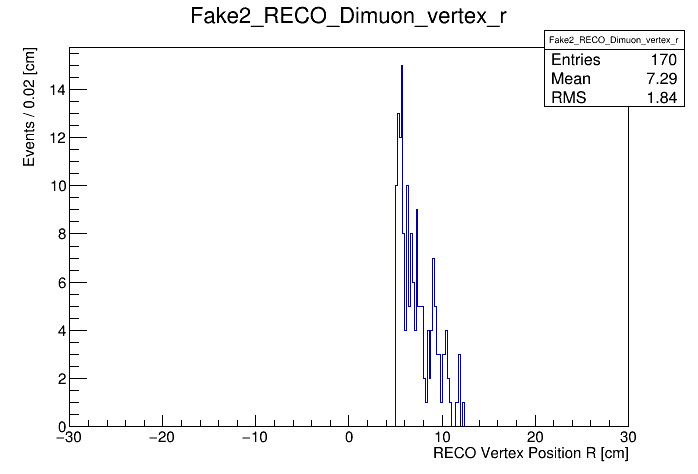 Fake2_RECO_Dimuon_vertex_r
Fake2_RECO_Dimuon_vertex_r
Entries 170
Mean 7.29
RMS 1.84
Events / 0.02 [cm]
14
12
10
8
6
4
2
0
−30 −20 −10 0 10 20 30
RECO Vertex Position R [cm]